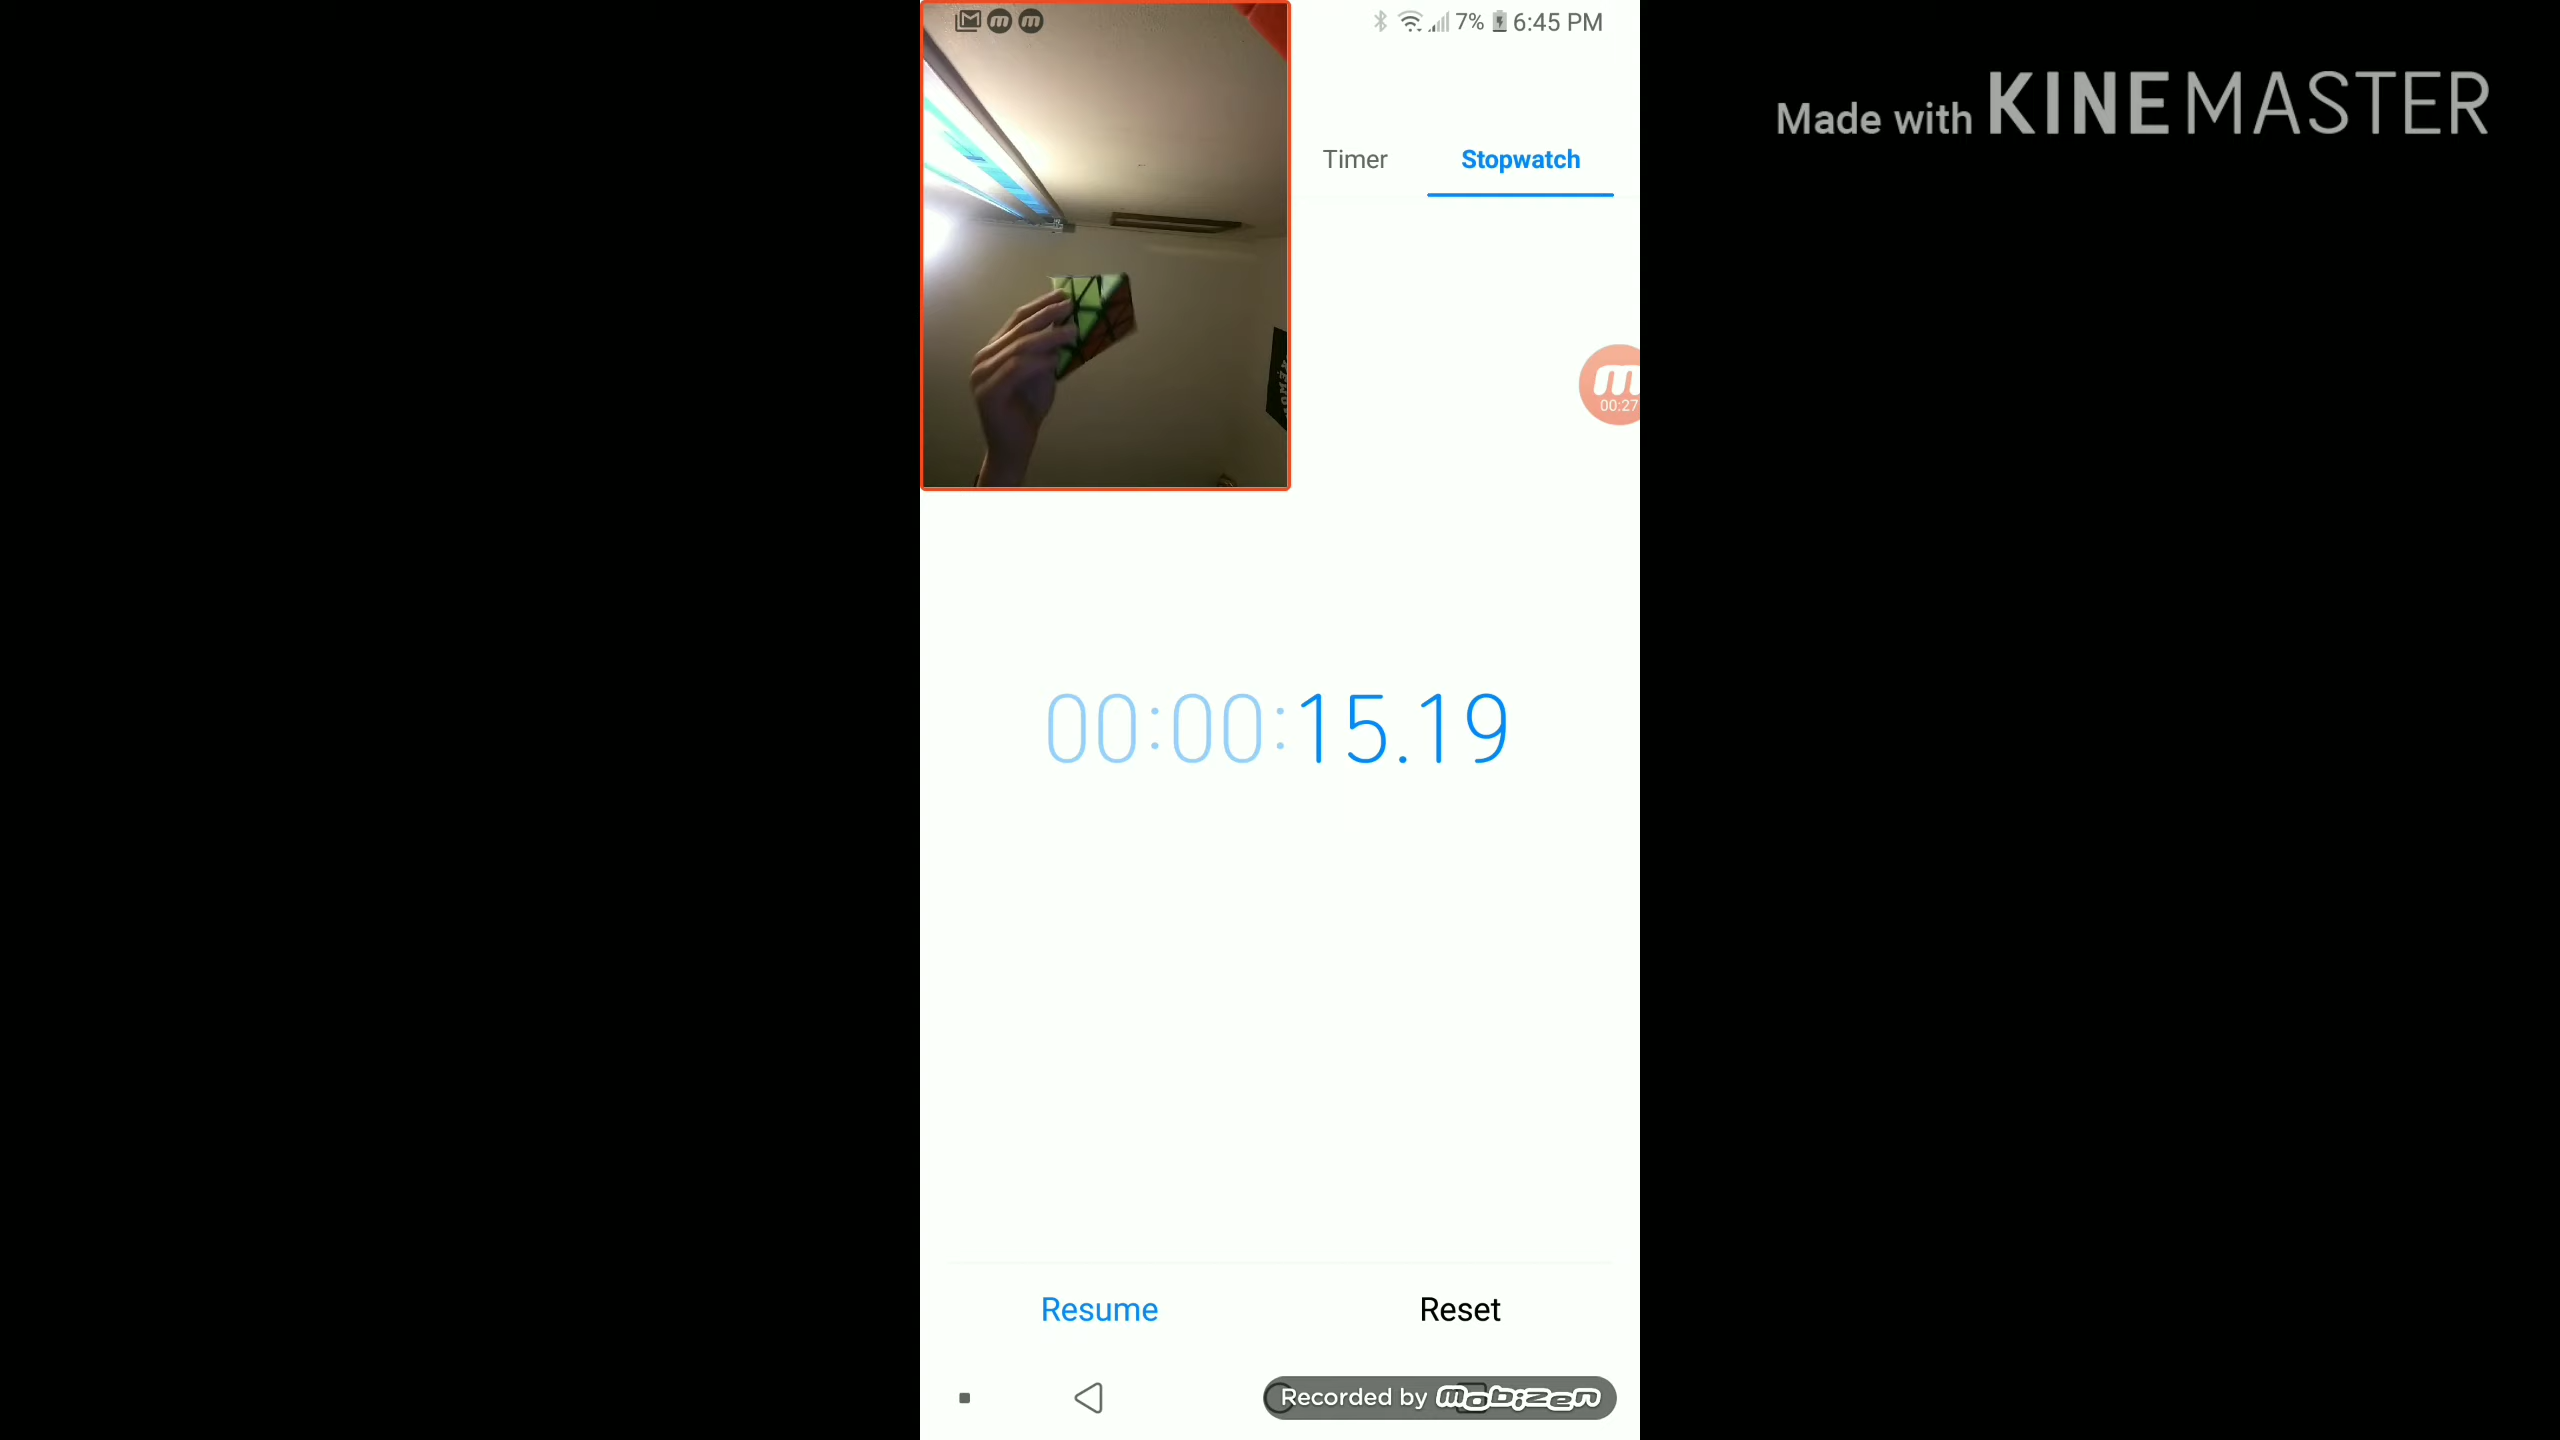 7% 6:45 PM
Made with KINEMASTER
Timer Stopwatch
00:27
00:00:15.19
Resume Reset
Recorded by mobizen